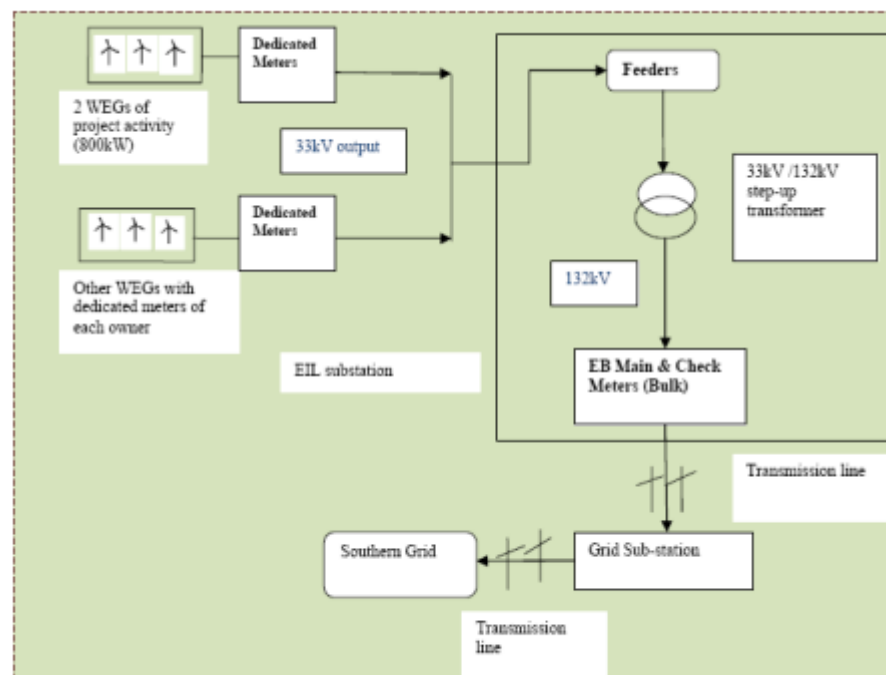 Dedicated
Meters
Feeders
2 WEGs of
project activity
(800kW)
33kV output
33kV /132kV
step-up
transformer
Dedicated
Meters
132kV
Other WEGs with
dedicated meters of
each owner
EIL substation
EB Main & Check
Meters (Bulk)
Transmission line
Southern Grid
Grid Sub-station
Transmission
line